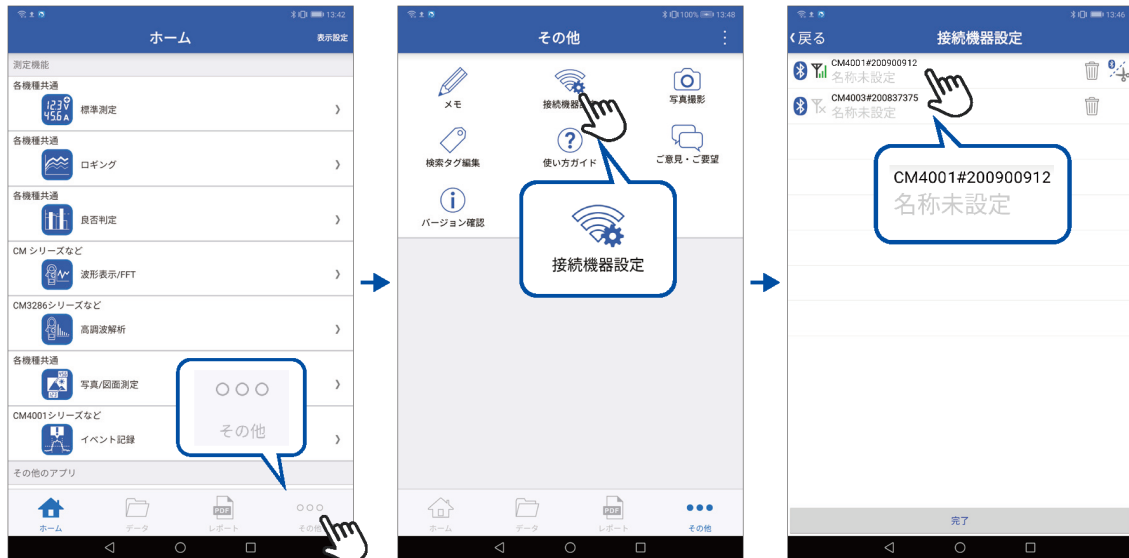 13:42
ホーム
表示設定
測定機能
各機種共通
標準測定
各機種共通
ロギング
各機種共通
良否判定
CM シリーズなど
波形表示/FFT
CM3286シリーズなど
高調波解析
各機種共通
写真/図面測定
CM4001シリーズなど
イベント記録
その他のアプリ
その他
ホーム
データ
PDF
レポート
その他
100% 13:48
その他
メモ
接続機器
写真撮影
検索タグ編集
使い方ガイド
ご意見・ご要望
バージョン確認
接続機器設定
ホーム
データ
PDF
レポート
その他
13:46
戻る
接続機器設定
CM4001#200900912
名称未設定
CM4003#200837375
名称未設定
CM4001#200900912
名称未設定
完了